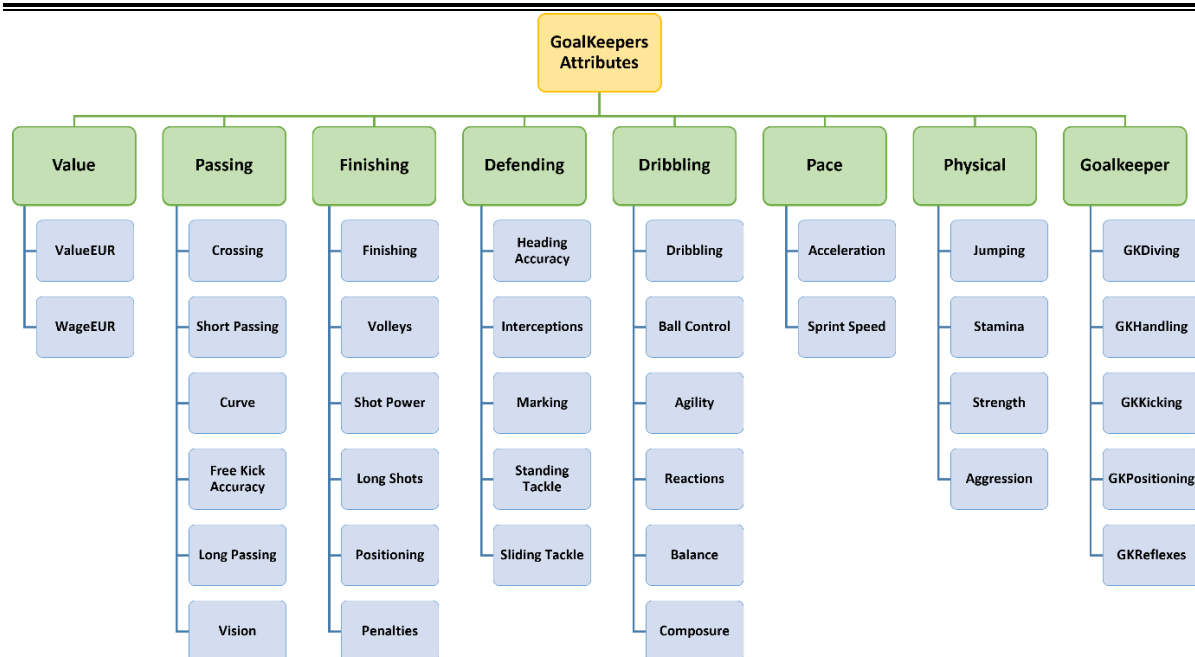 GoalKeepers
Attributes
Value
Passing
Finishing
Defending
Dribbling
Pace
Physical
Goalkeeper
ValueEUR
WageEUR
Crossing
Short Passing
Curve
Free Kick
Accuracy
Long Passing
Vision
Finishing
Volleys
Shot Power
Long Shots
Positioning
Penalties
Heading
Accuracy
Interceptions
Marking
Standing
Tackle
Sliding Tackle
Dribbling
Ball Control
Agility
Reactions
Balance
Composure
Acceleration
Sprint Speed
Jumping
Stamina
Strength
Aggression
GKDiving
GKHandling
GKKicking
GKPositioning
GKReflexes